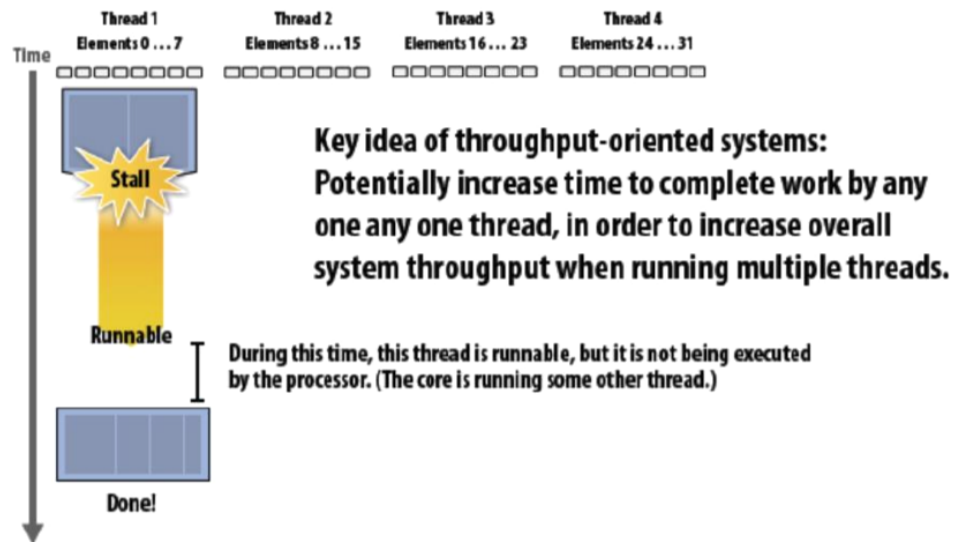 Thread 1
Elements 0 ... 7
Thread 2
Elements 8 ... 15
Thread 3
Elements 16 ... 23
Thread 4
Elements 24 ... 31
Time
Key idea of throughput-oriented systems:
Potentially increase time to complete work by any
one any one thread, in order to increase overall
system throughput when running multiple threads.
Stall
Runnable
During this time, this thread is runnable, but it is not being executed
by the processor. (The core is running some other thread.)
Done!